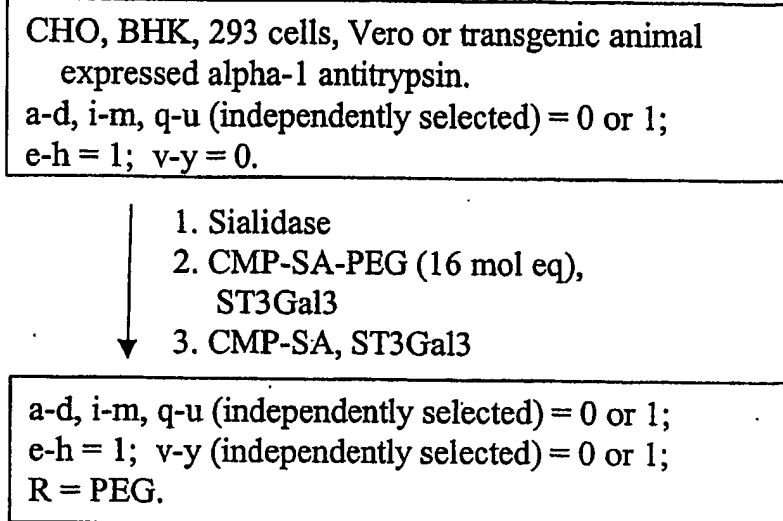 CHO, BHK, 293 cells, Vero or transgenic animal
expressed alpha-1 antitrypsin.
a-d, i-m, q-u (independently selected) = 0 or 1;
e-h = 1; v-y = 0.
1. Sialidase
2. CMP-SA-PEG (16 mol eq),
ST3Gal3
3. CMP-SA, ST3Gal3
a-d, i-m, q-u (independently selected) = 0 or 1;
e-h = 1; v-y (independently selected) = 0 or 1;
R = PEG.